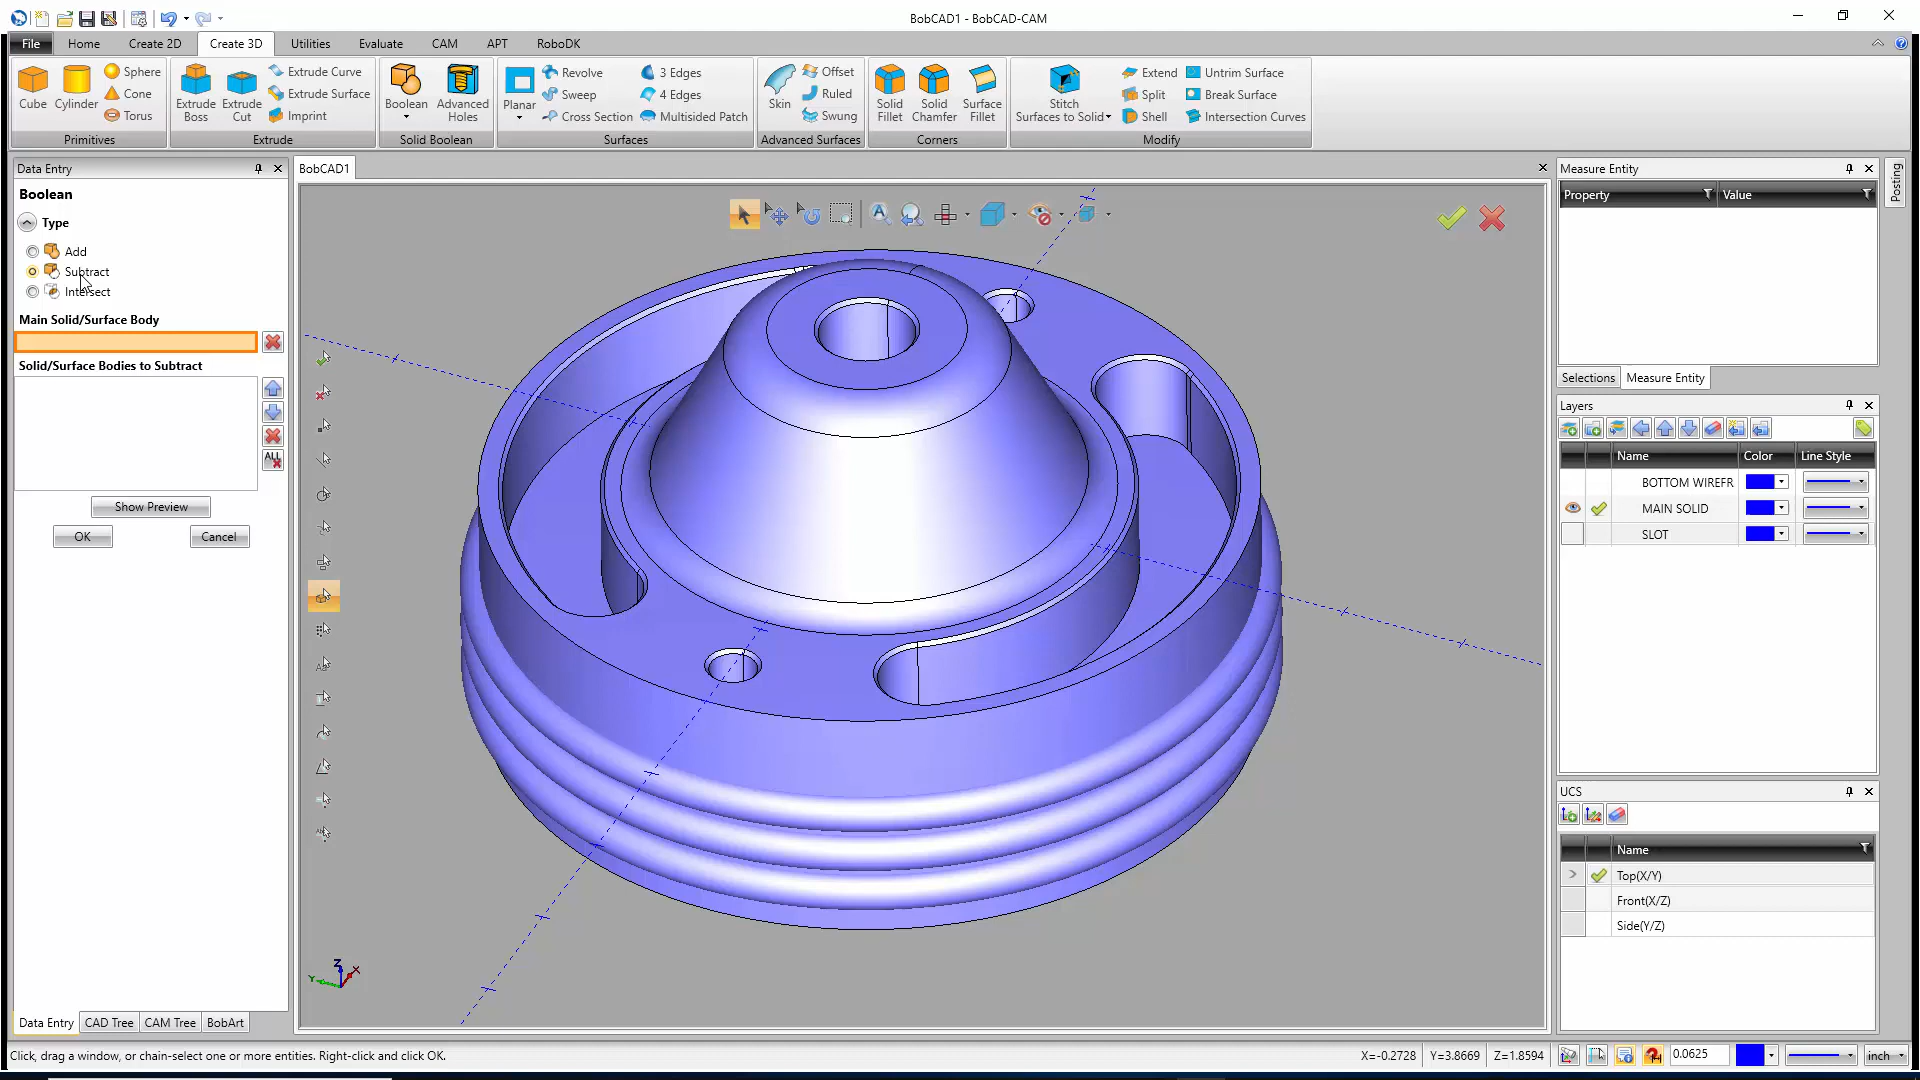 BobCAD1 - BobCAD-CAM
File Home Create 2D Create 3D Utilities Evaluate CAM APT RoboDK
Cube Cylinder Sphere Cone Torus
Primitives
Extrude Boss Extrude Cut Extrude Curve Extrude Surface Imprint
Extrude
Boolean Advanced Holes
Solid Boolean
Planar Revolve Sweep Cross Section 3 Edges 4 Edges Multisided Patch
Surfaces
Skin Offset Ruled Swung
Advanced Surfaces
Solid Fillet Solid Chamfer Surface Fillet
Corners
Stitch Surfaces to Solid Extend Split Shell Untrim Surface Break Surface Intersection Curves
Modify
Data Entry
Boolean
Type
Add
Subtract
Intersect
Main Solid/Surface Body
Solid/Surface Bodies to Subtract
ALL
Show Preview
OK Cancel
Data Entry CAD Tree CAM Tree BobArt
BobCAD1
Z X Y
Measure Entity
Property Value
Selections Measure Entity
Posting
Layers
Name Color Line Style
BOTTOM WIREFR
MAIN SOLID
SLOT
UCS
Name
Top(X/Y)
Front(X/Z)
Side(Y/Z)
Click, drag a window, or chain-select one or more entities. Right-click and click OK.
X=-0.2728 Y=3.8669 Z=1.8594 0.0625 inch